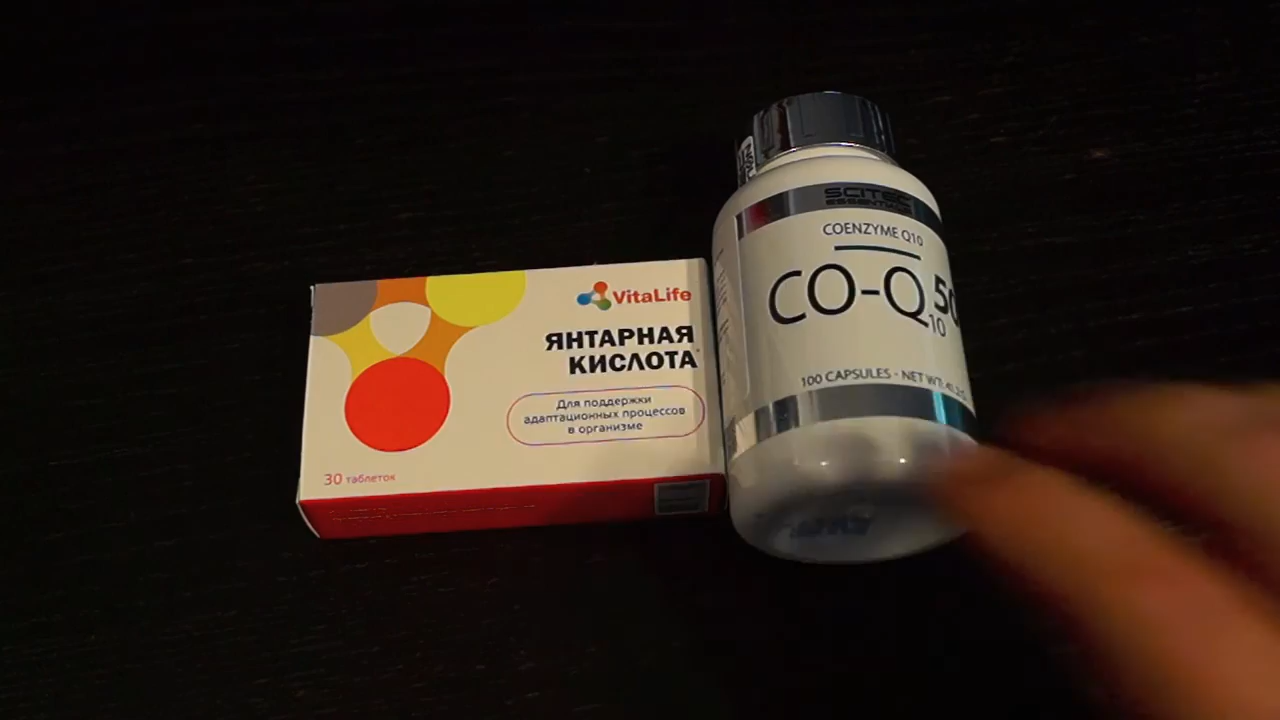 VitaLife
ЯНТАРНАЯ
КИСЛОТА
Для поддержки
адаптационных процессов
в организме
30 таблеток
SCITEC
ESSENTIALS
COENZYME Q10
CO-Q10 50
100 CAPSULES - NET WT.